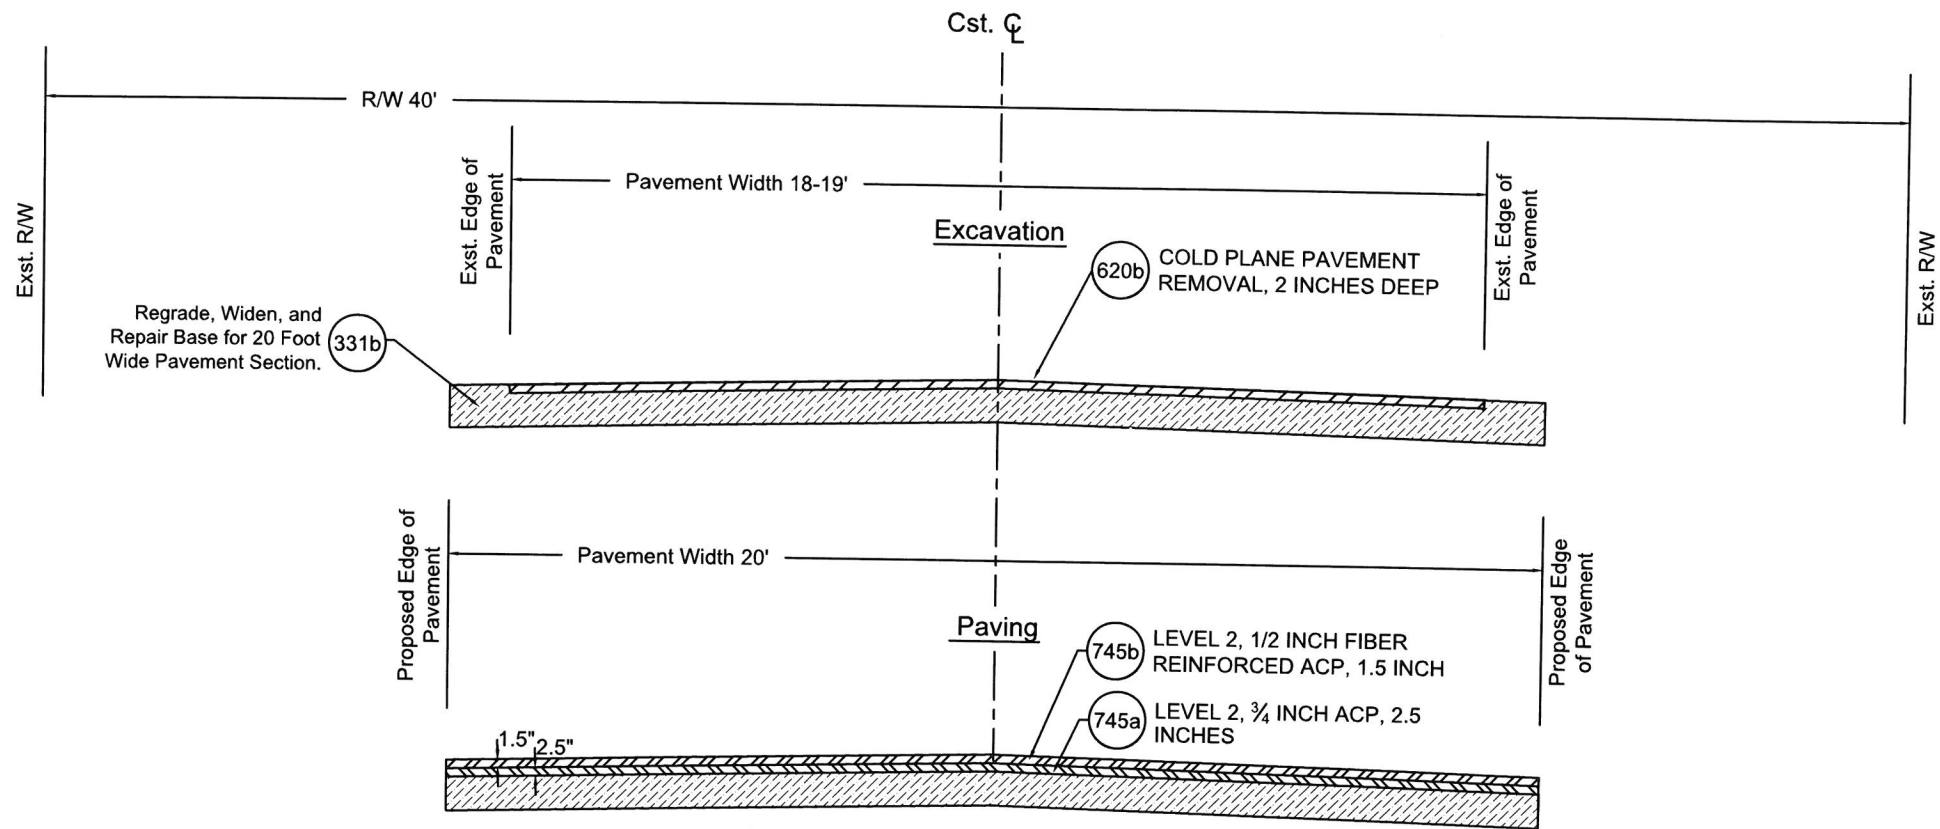 Cst. ℄
R/W 40'
Exst. R/W
Exst. Edge of
Pavement
Pavement Width 18-19'
Exst. Edge of
Pavement
Exst. R/W
Excavation
620b
COLD PLANE PAVEMENT
REMOVAL, 2 INCHES DEEP
Regrade, Widen, and
Repair Base for 20 Foot
Wide Pavement Section.
331b
Proposed Edge of
Pavement
Pavement Width 20'
Proposed Edge
of Pavement
Paving
745b
LEVEL 2, 1/2 INCH FIBER
REINFORCED ACP, 1.5 INCH
745a
LEVEL 2, ¾ INCH ACP, 2.5
INCHES
1.5"
2.5"